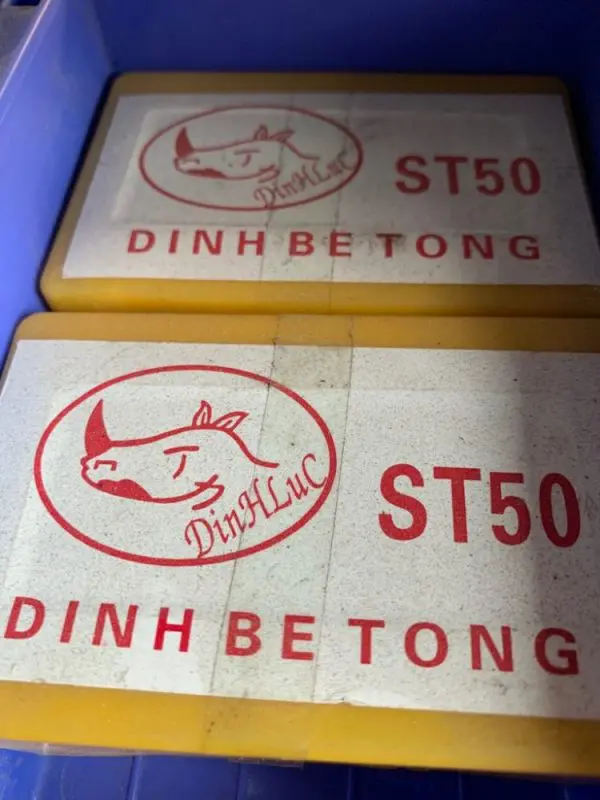 DinHLuC
ST50
DINH BE TONG
DinHLuC
ST50
DINH BE TONG